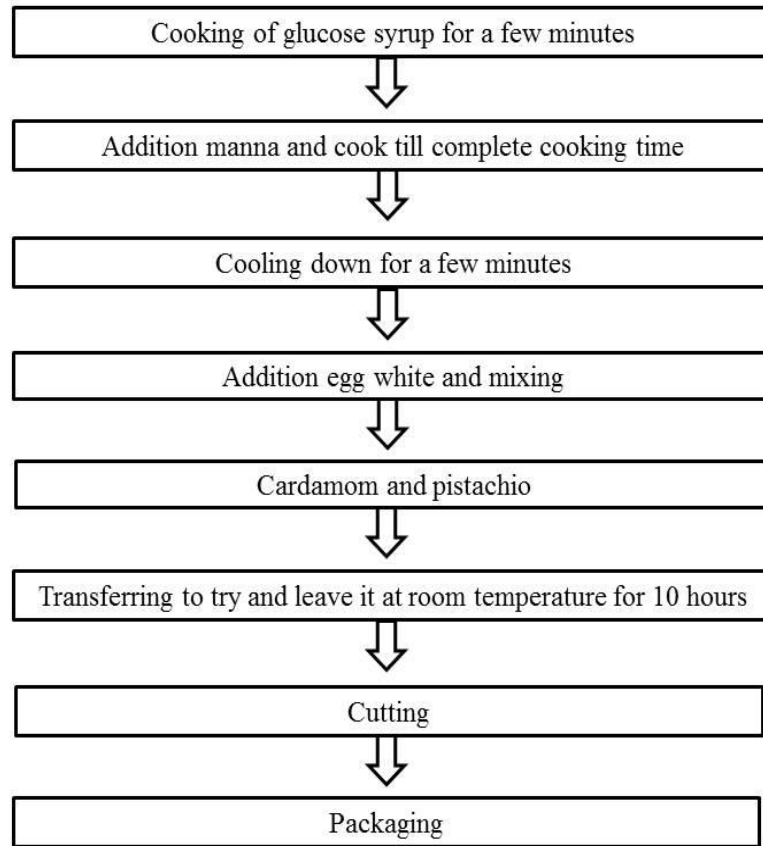 Cooking of glucose syrup for a few minutes
Addition manna and cook till complete cooking time
Cooling down for a few minutes
Addition egg white and mixing
Cardamom and pistachio
Transferring to try and leave it at room temperature for 10 hours
Cutting
Packaging